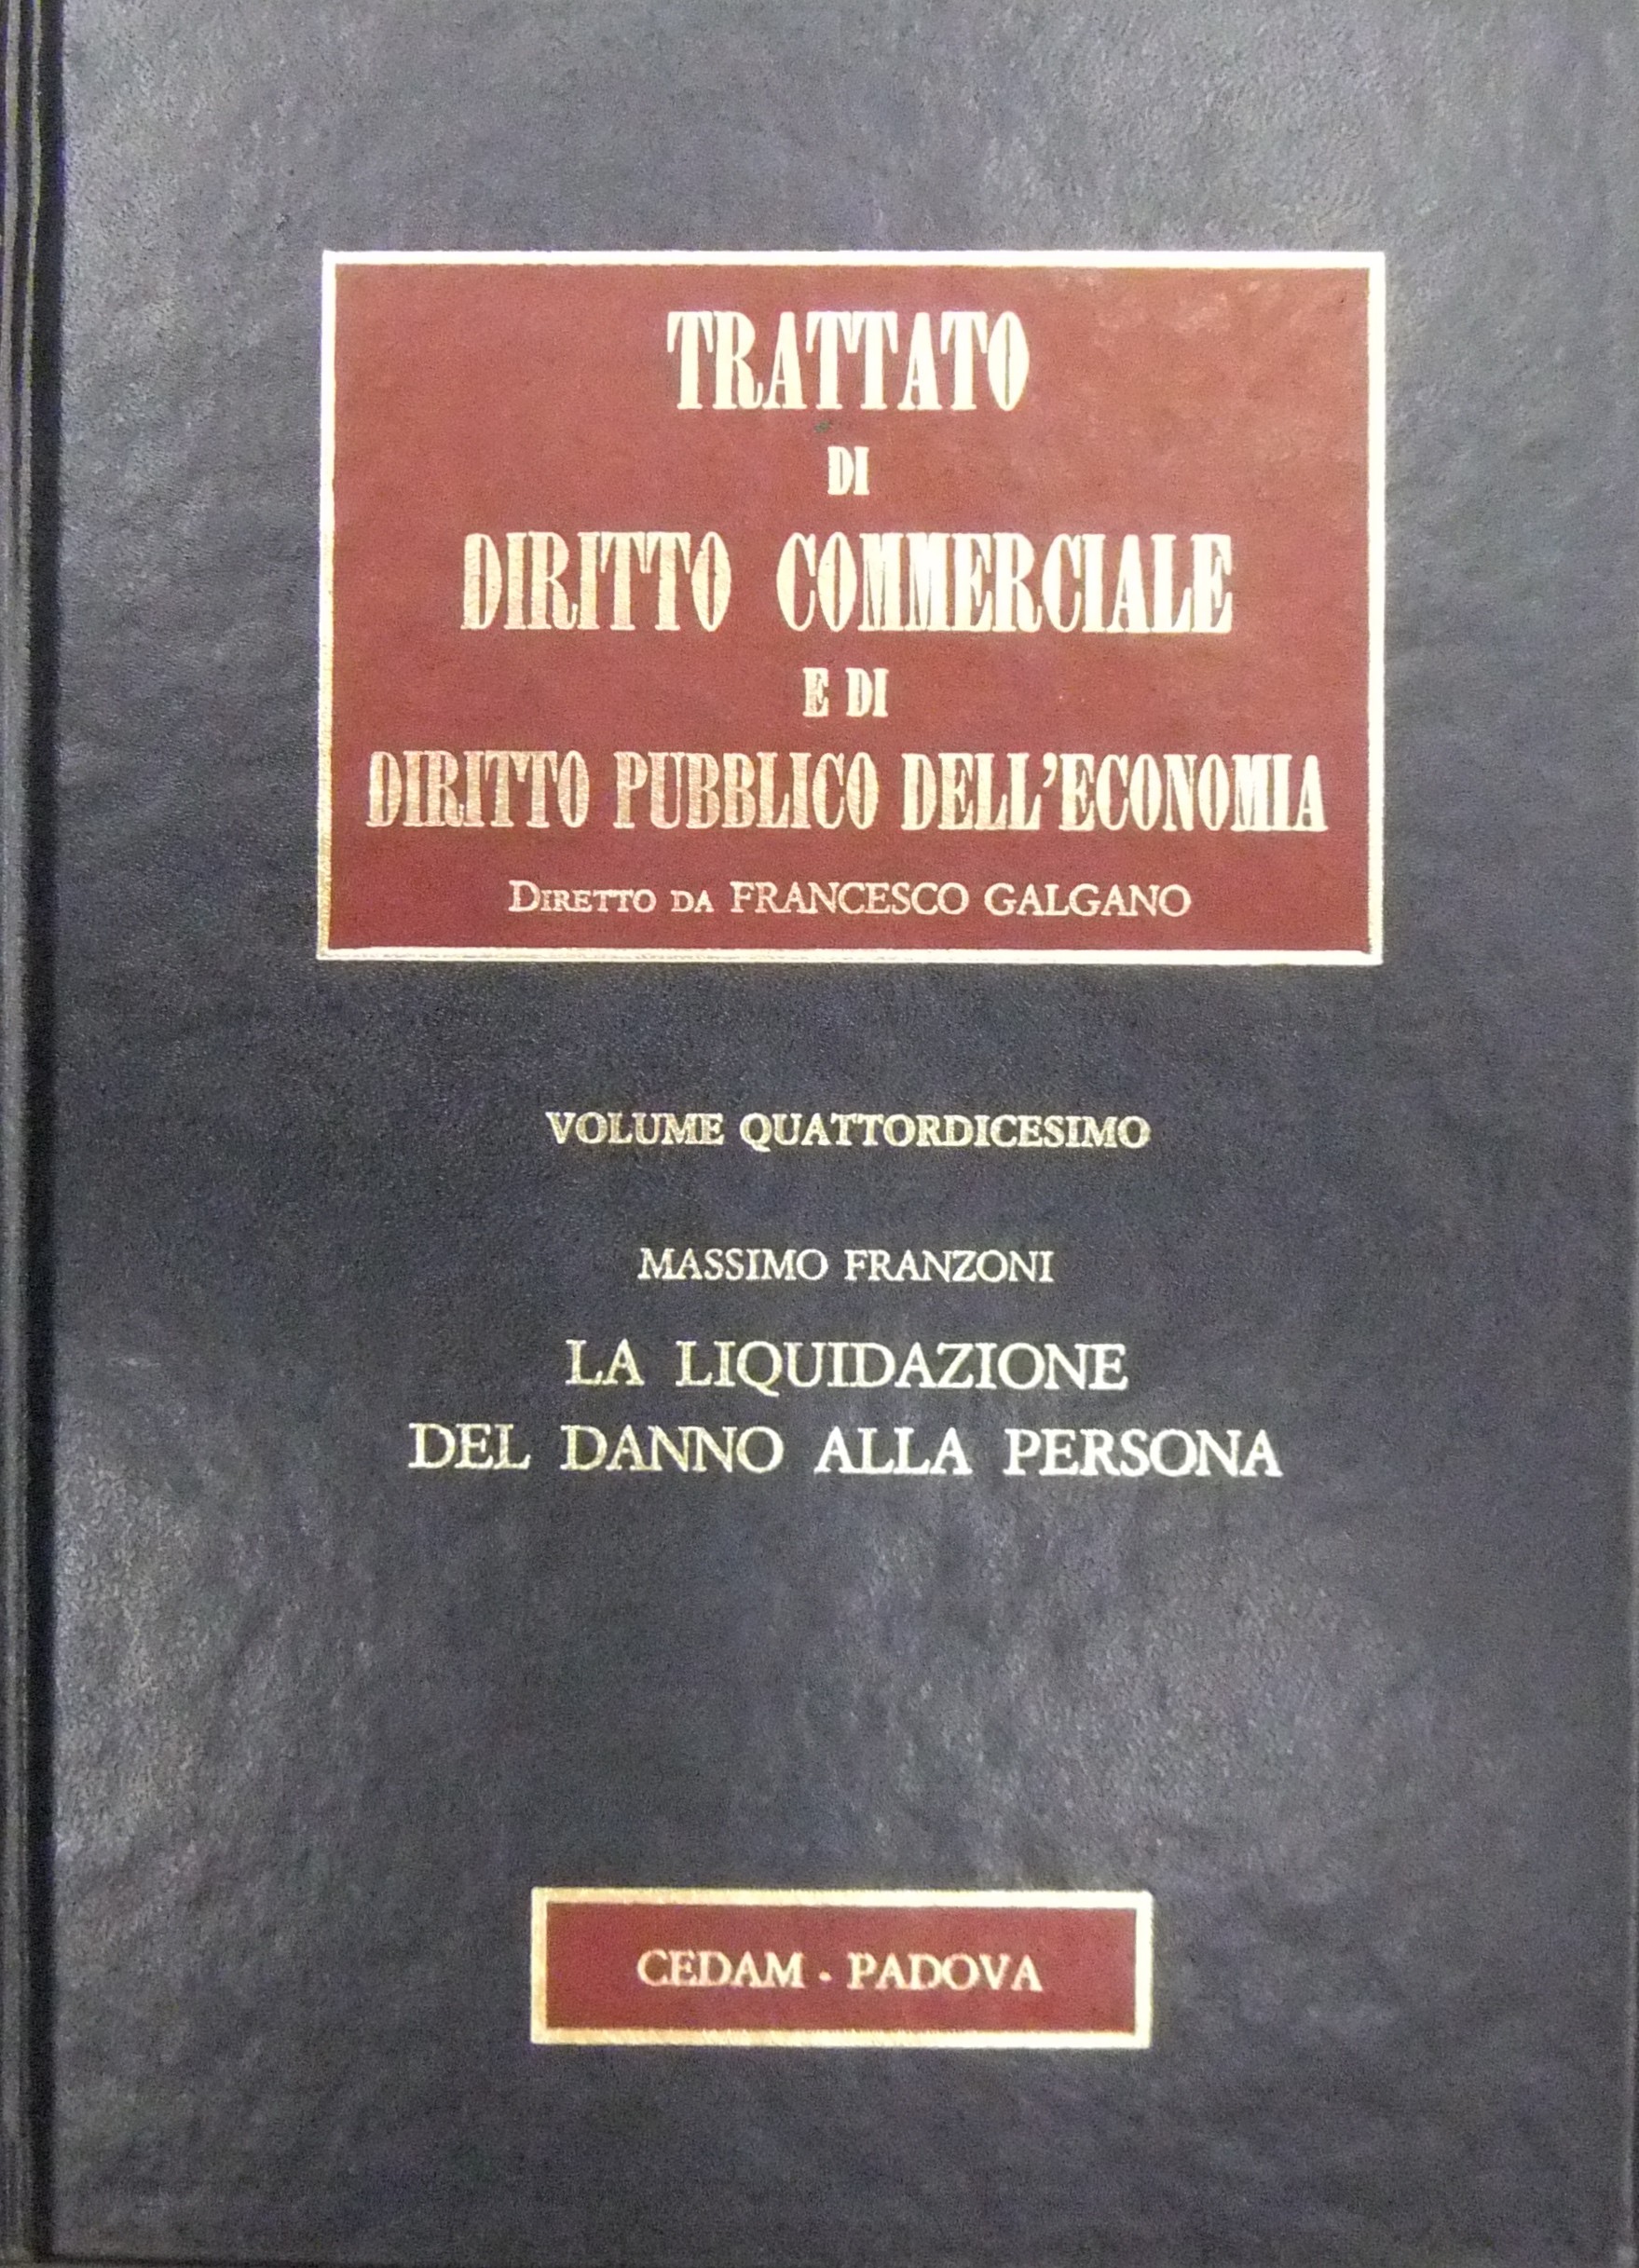 TRATTATO
DI
DIRITTO COMMERCIALE
E DI
DIRITTO PUBBLICO DELL'ECONOMIA
DIRETTO DA FRANCESCO GALGANO
VOLUME QUATTORDICESIMO
MASSIMO FRANZONI
LA LIQUIDAZIONE
DEL DANNO ALLA PERSONA
CEDAM - PADOVA